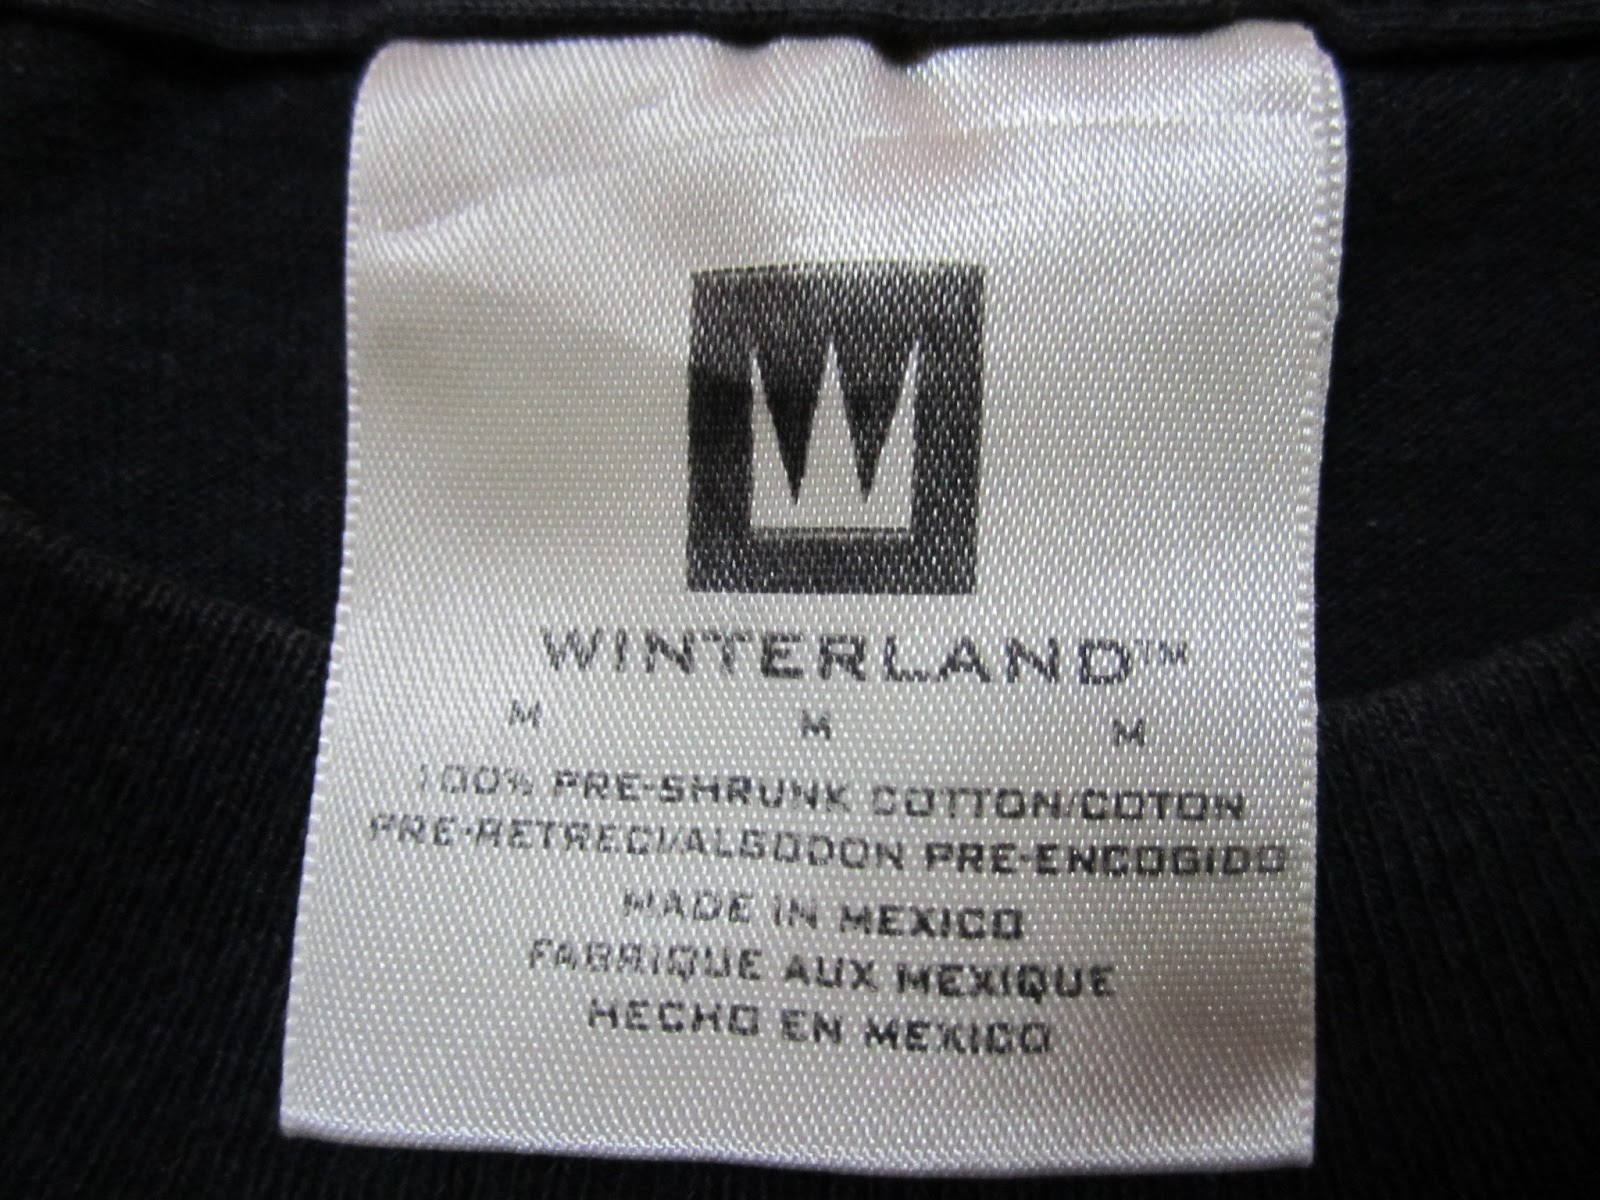 W
WINTERLAND™
M M M
100% PRE-SHRUNK COTTON/COTON
PRE-RETRECI/ALGODON PRE-ENCOGIDO
MADE IN MEXICO
FABRIQUE AUX MEXIQUE
HECHO EN MEXICO